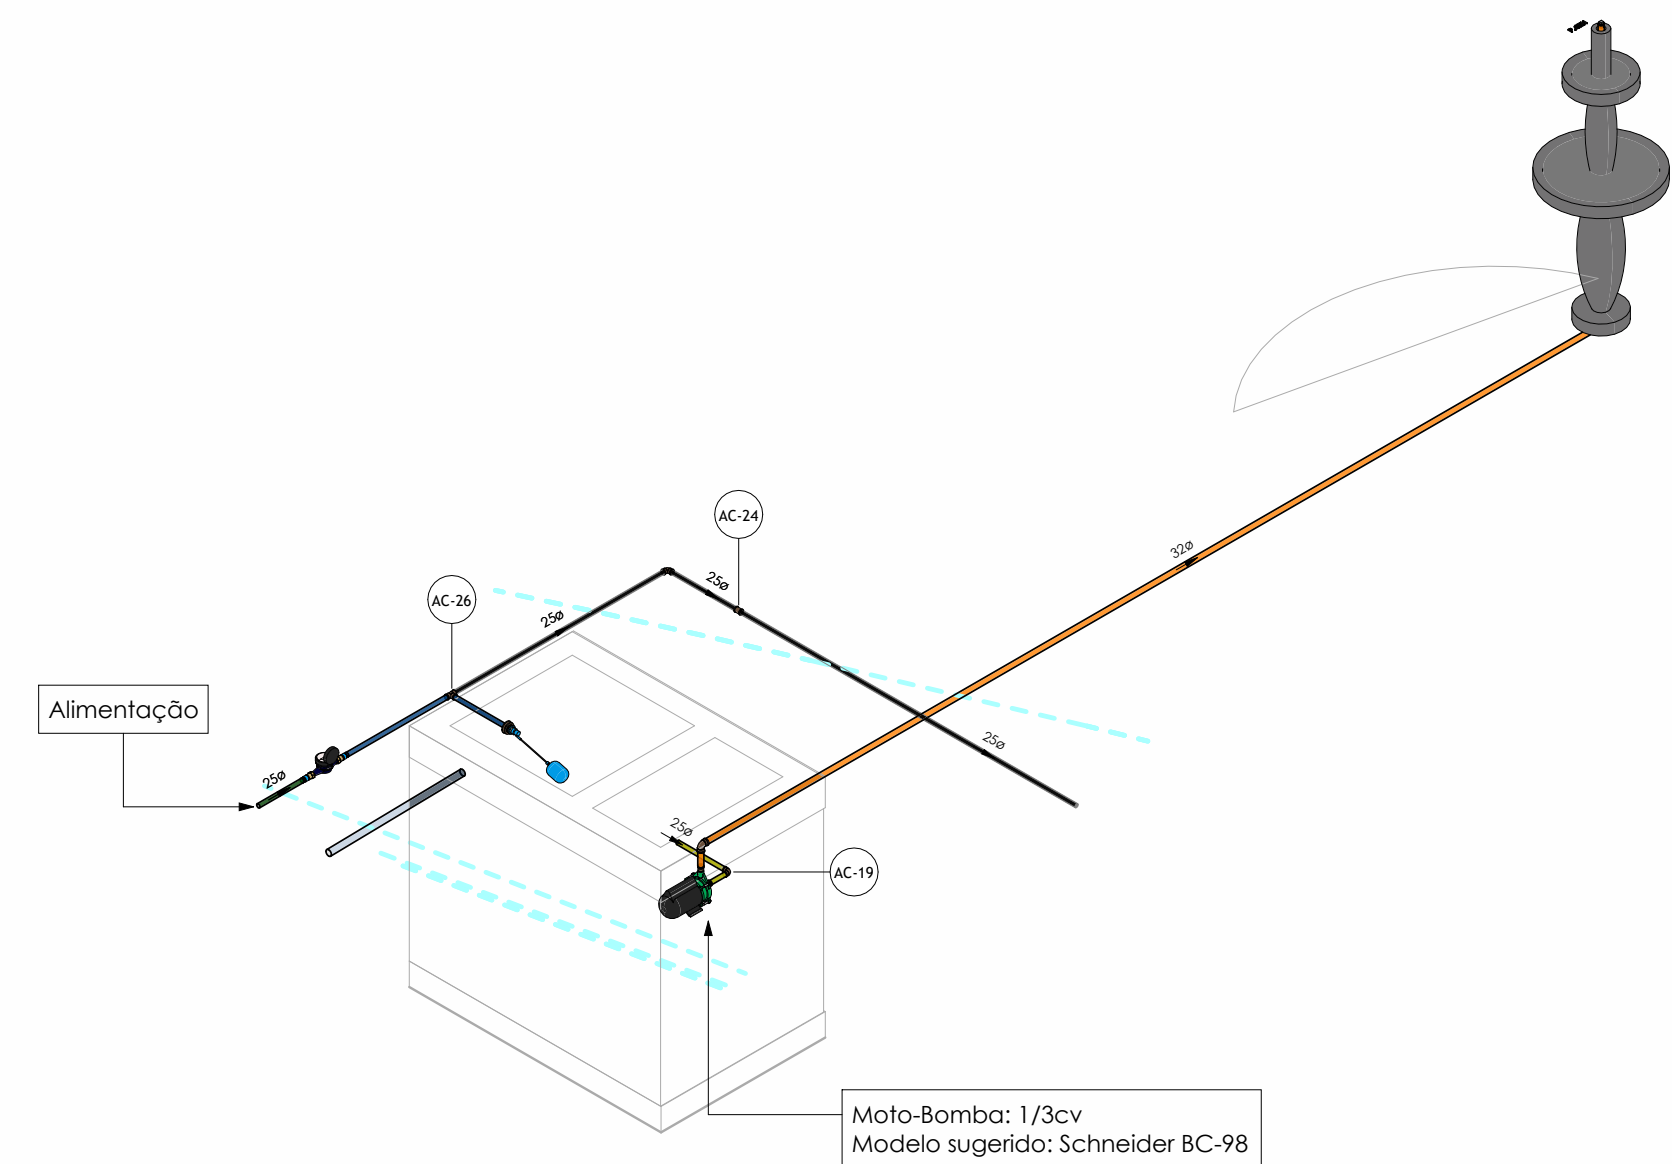 AC-24
32ø
25ø
AC-26
25ø
Alimentação
25ø
25ø
25ø
AC-19
Moto-Bomba: 1/3cv
Modelo sugerido: Schneider BC-98